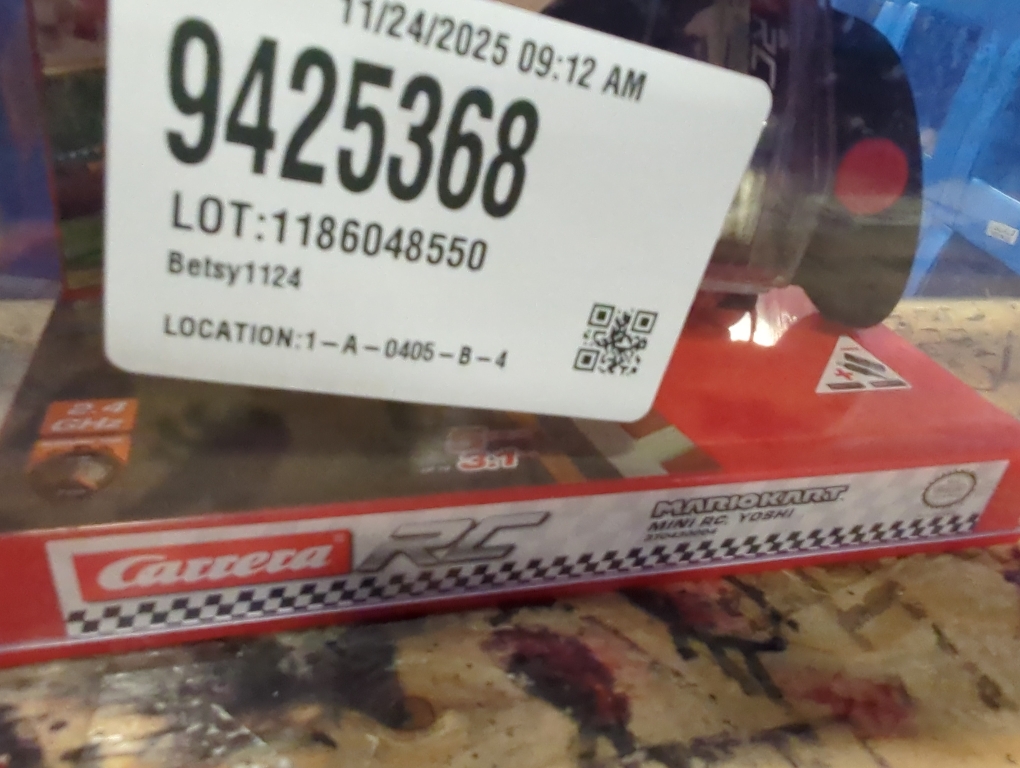 11/24/2025 09:12 AM
9425368
LOT:1186048550
Betsy1124
LOCATION:1-A-0405-B-4
2.4
GHz
Carrera RC
MARIOKART
MINI RC, YOSHI